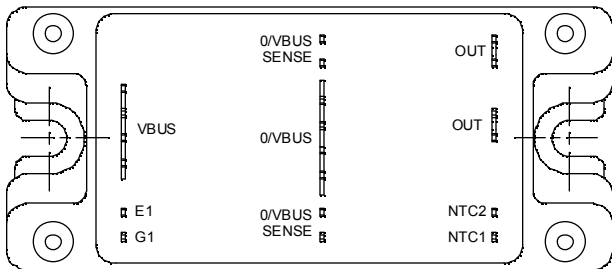 0/VBUS
SENSE
OUT
VBUS
0/VBUS
OUT
E1
0/VBUS
SENSE
NTC2
G1
NTC1